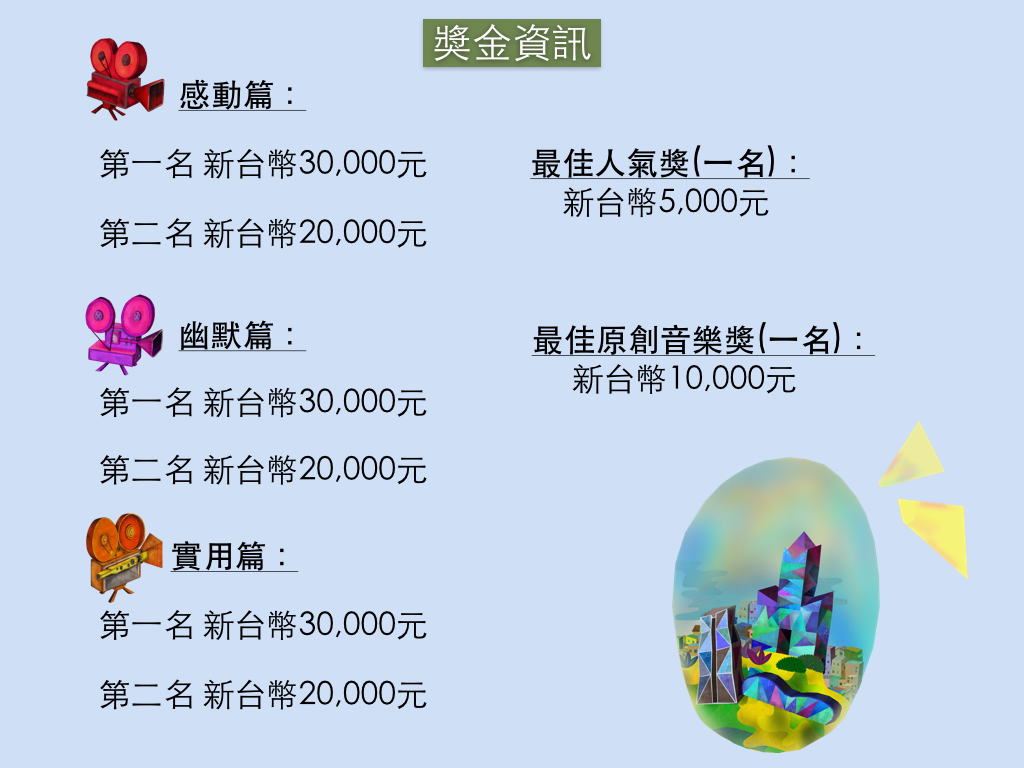 獎金資訊
感動篇：
第一名 新台幣30,000元
第二名 新台幣20,000元
幽默篇：
第一名 新台幣30,000元
第二名 新台幣20,000元
實用篇：
第一名 新台幣30,000元
第二名 新台幣20,000元
最佳人氣獎(一名)：
新台幣5,000元
最佳原創音樂獎(一名)：
新台幣10,000元